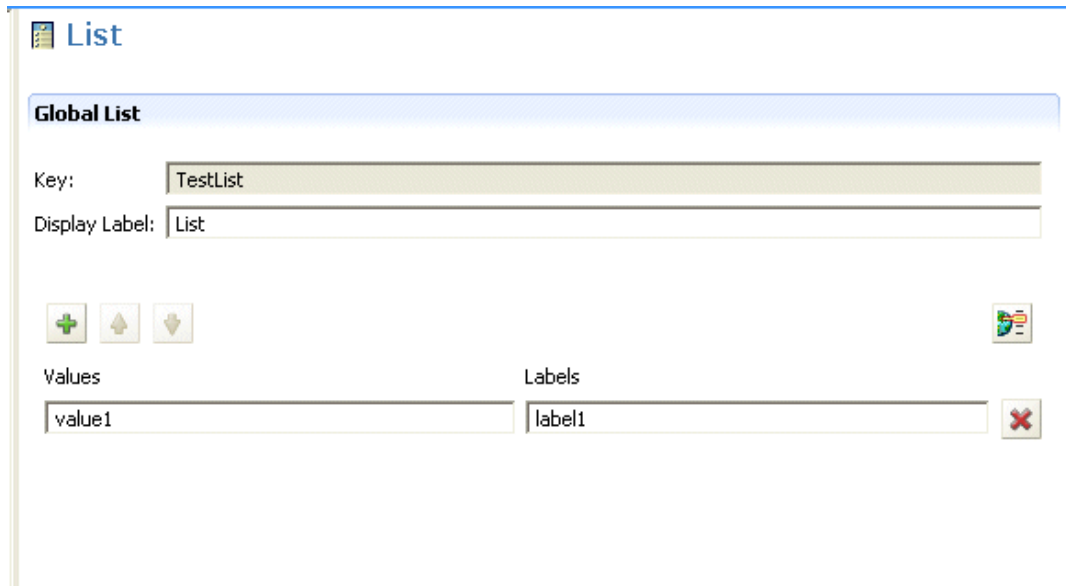 List
Global List
Key: TestList
Display Label: List
Values Labels
value1 label1